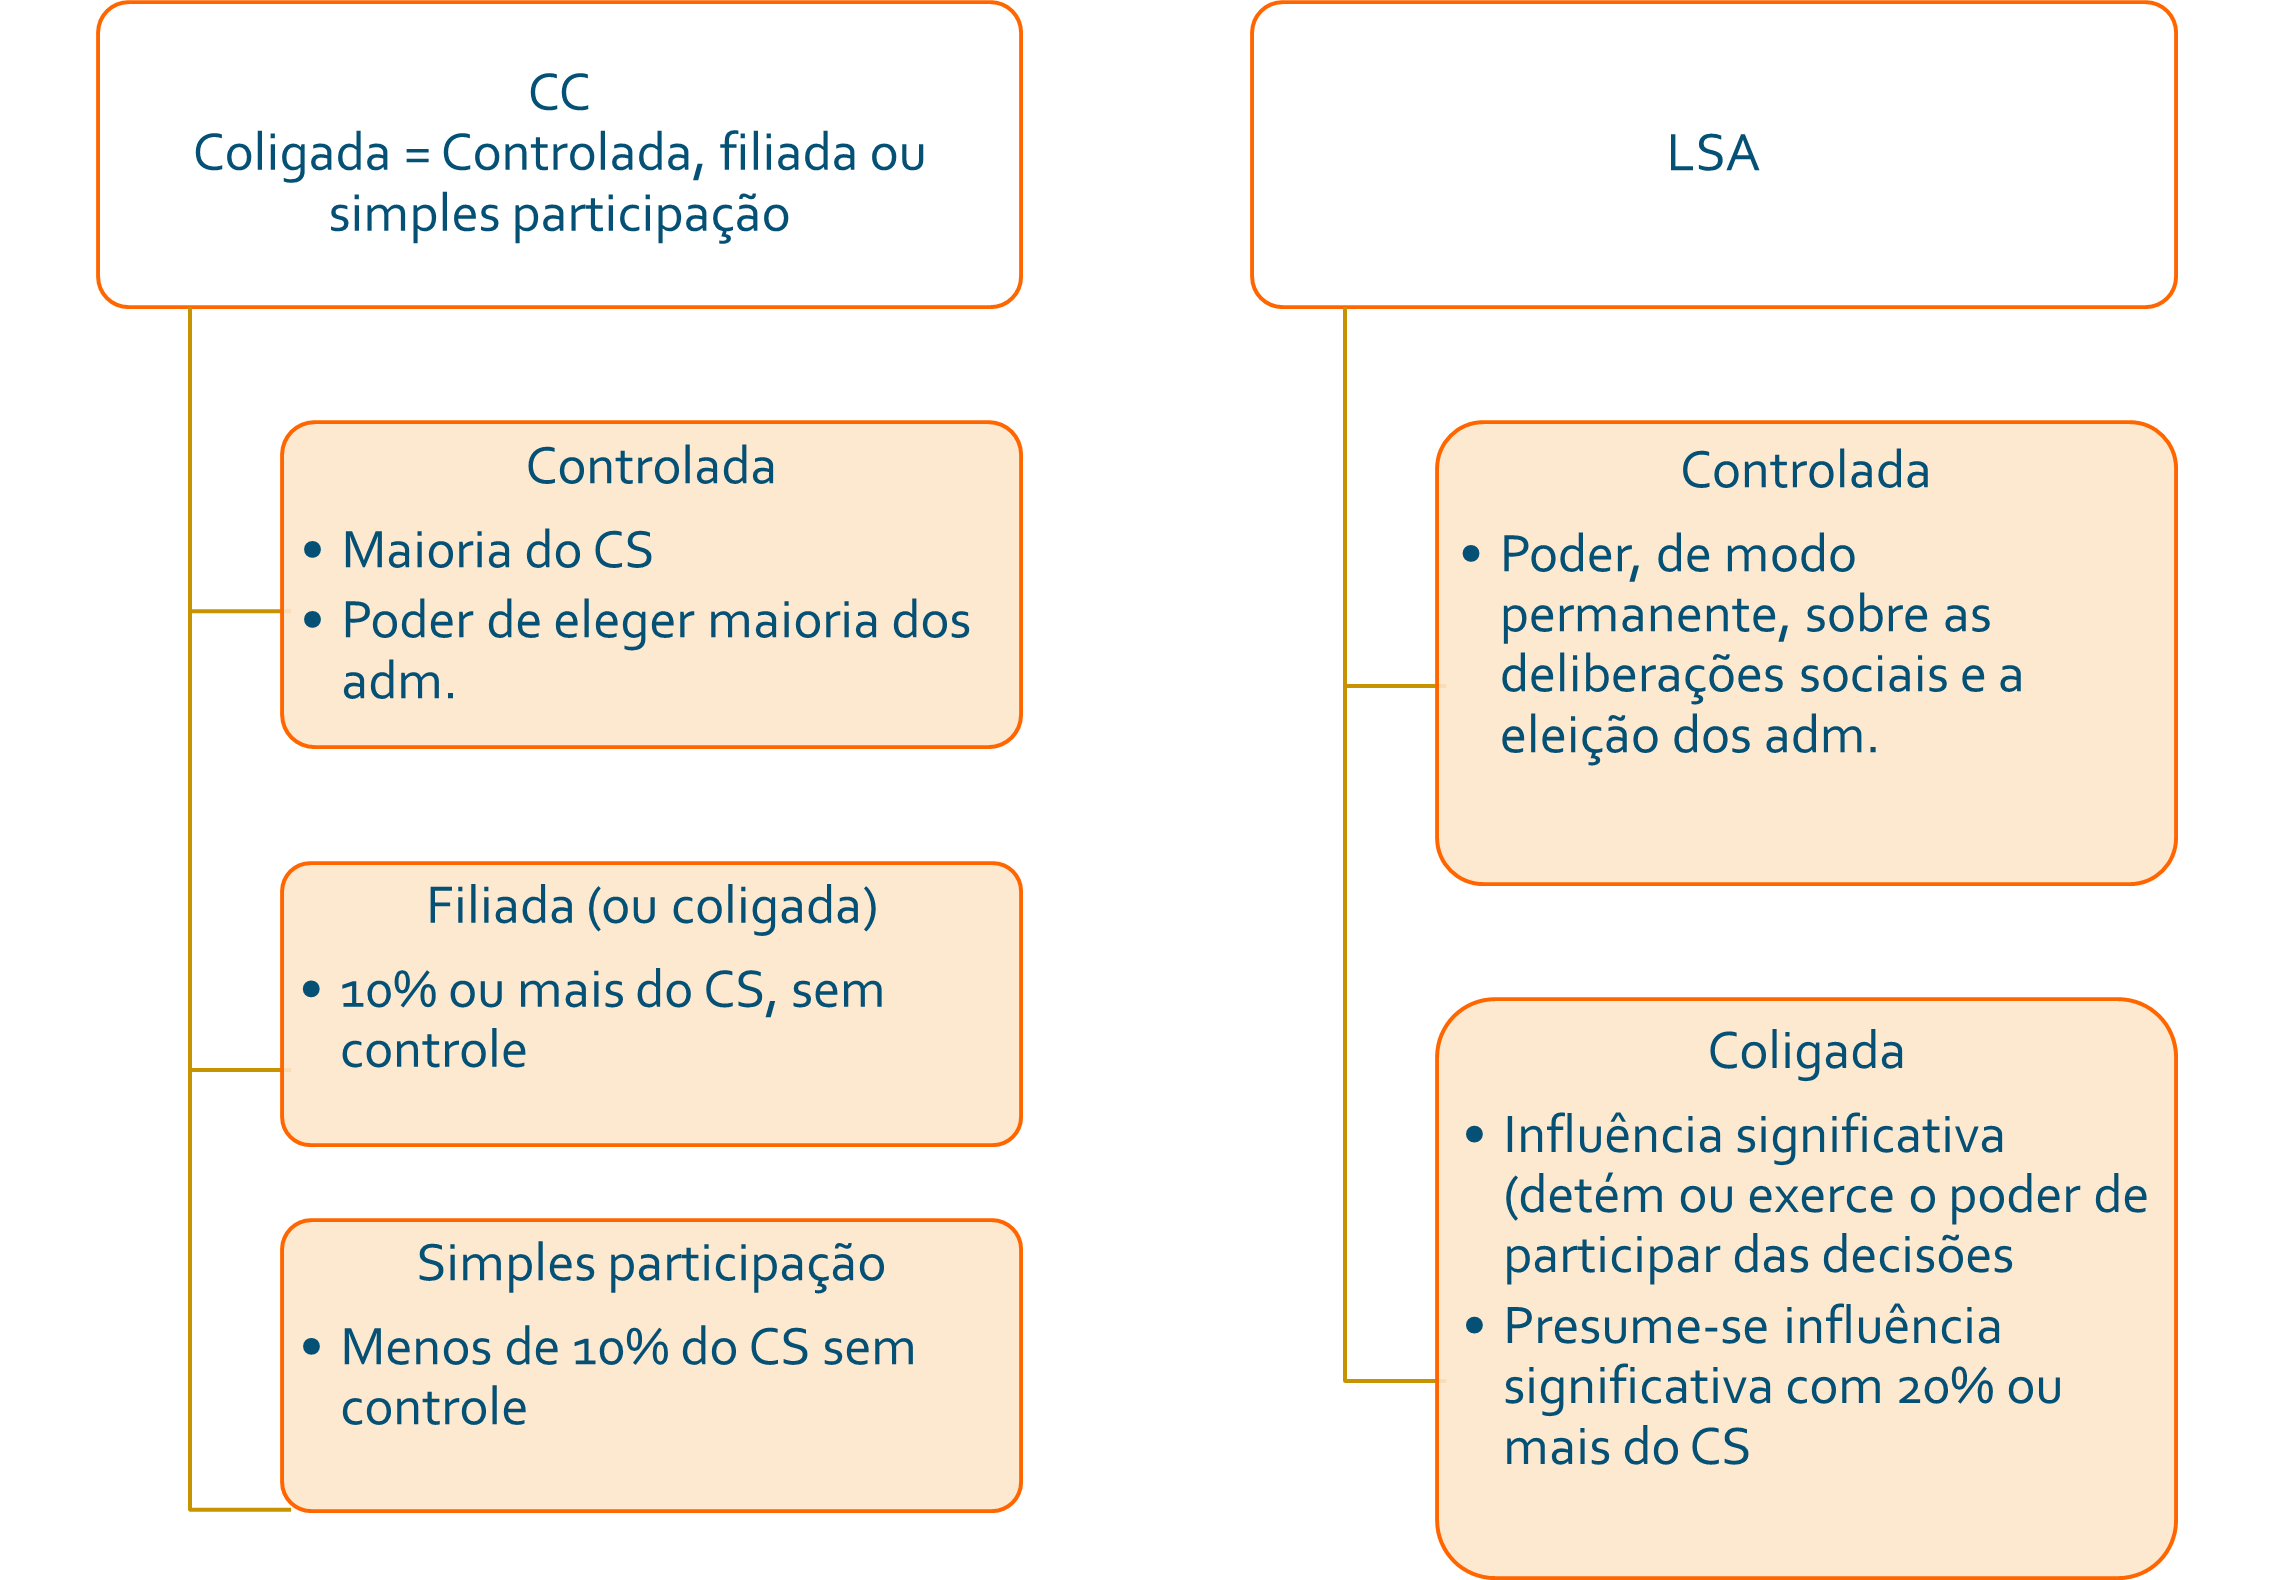 CC
Coligada = Controlada, filiada ou
simples participação
Controlada
• Maioria do CS
• Poder de eleger maioria dos
adm.
Filiada (ou coligada)
• 10% ou mais do CS, sem
controle
Simples participação
• Menos de 10% do CS sem
controle
LSA
Controlada
• Poder, de modo
permanente, sobre as
deliberações sociais e a
eleição dos adm.
Coligada
• Influência significativa
(detém ou exerce o poder de
participar das decisões
• Presume-se influência
significativa com 20% ou
mais do CS